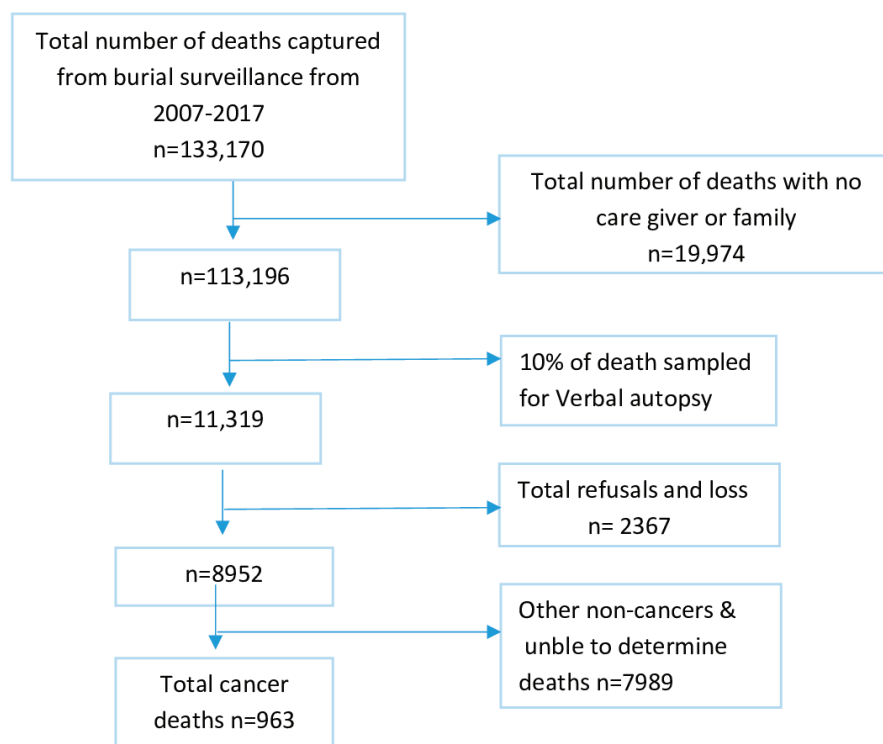 Total number of deaths captured
from burial surveillance from
2007-2017
n=133,170
Total number of deaths with no
care giver or family
n=19,974
n=113,196
10% of death sampled
for Verbal autopsy
n=11,319
Total refusals and loss
n= 2367
n=8952
Other non-cancers &
unble to determine
deaths n=7989
Total cancer
deaths n=963